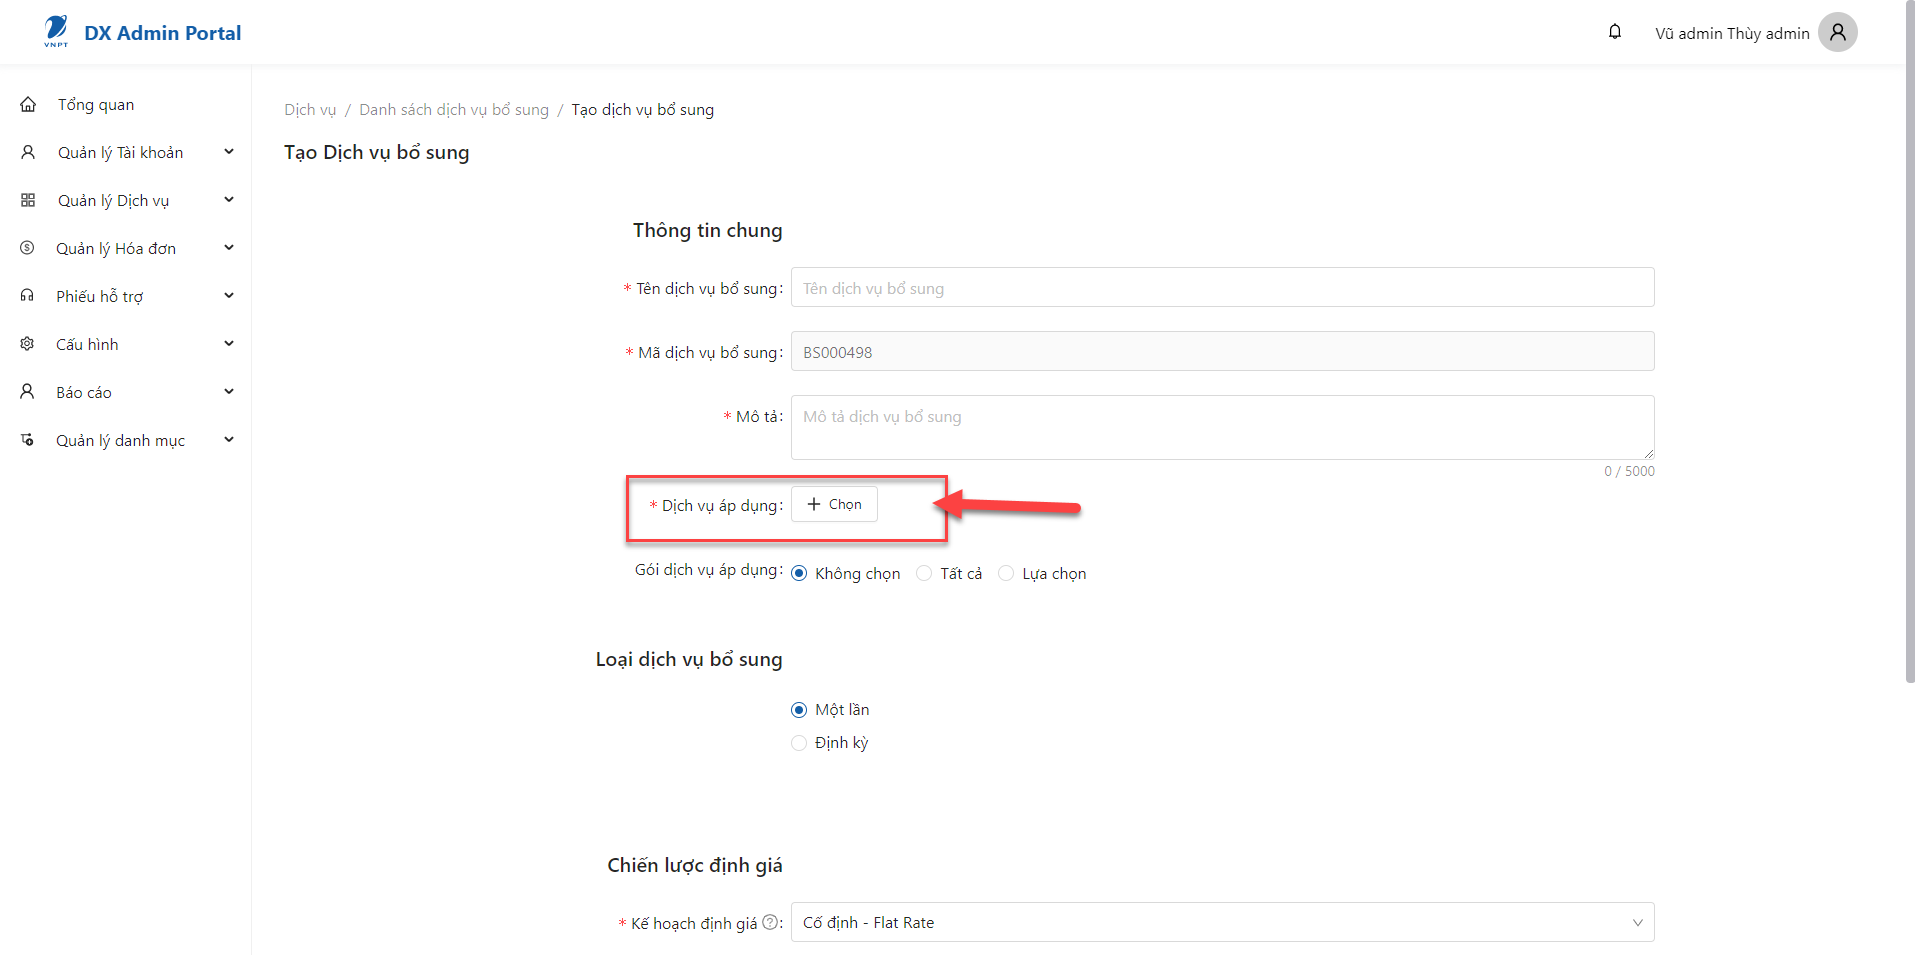 VNPT
DX Admin Portal
Vũ admin Thùy admin
Tổng quan
Quản lý Tài khoản
Quản lý Dịch vụ
Quản lý Hóa đơn
Phiếu hỗ trợ
Cấu hình
Báo cáo
Quản lý danh mục
Dịch vụ / Danh sách dịch vụ bổ sung / Tạo dịch vụ bổ sung
Tạo Dịch vụ bổ sung
Thông tin chung
* Tên dịch vụ bổ sung: Tên dịch vụ bổ sung
* Mã dịch vụ bổ sung: BS000498
* Mô tả: Mô tả dịch vụ bổ sung
0 / 5000
* Dịch vụ áp dụng: + Chọn
Gói dịch vụ áp dụng: Không chọn Tất cả Lựa chọn
Loại dịch vụ bổ sung
Một lần
Định kỳ
Chiến lược định giá
* Kế hoạch định giá ?: Cố định - Flat Rate